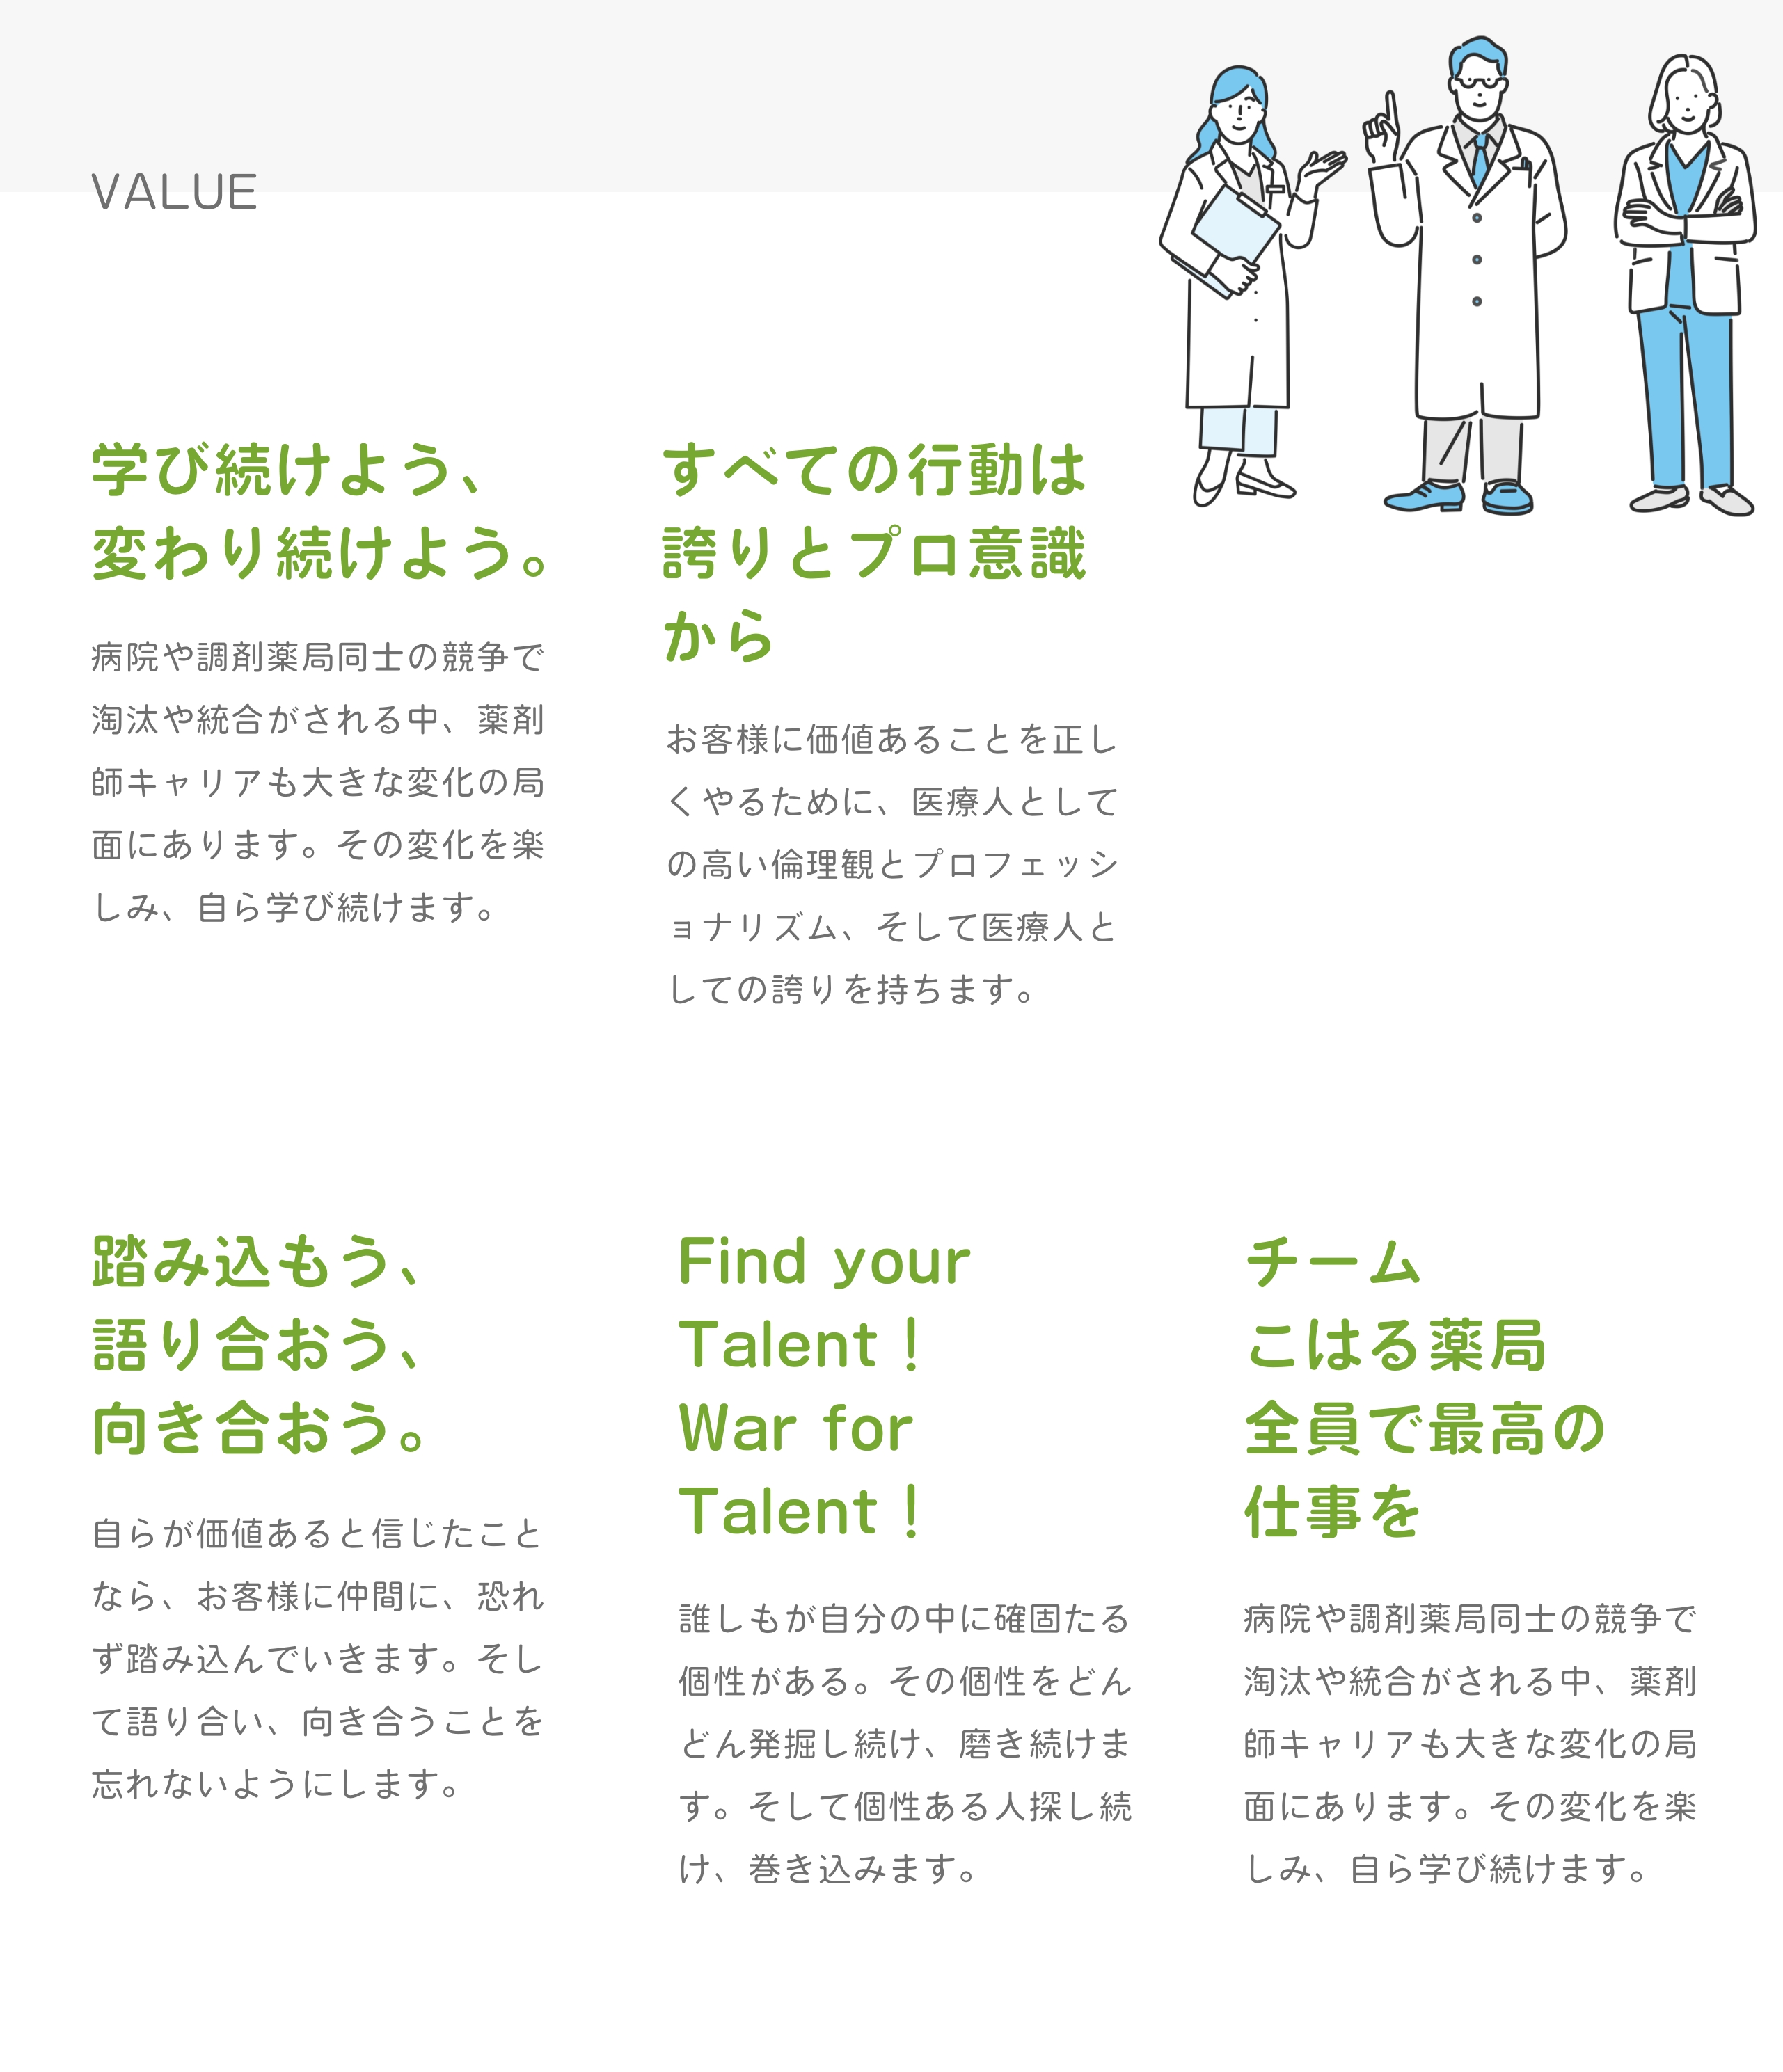 VALUE
学び続けよう、
変わり続けよう。
病院や調剤薬局同士の競争で
淘汰や統合がされる中、薬剤
師キャリアも大きな変化の局
面にあります。その変化を楽
しみ、自ら学び続けます。
すべての行動は
誇りとプロ意識
から
お客様に価値あることを正し
くやるために、医療人として
の高い倫理観とプロフェッシ
ョナリズム、そして医療人と
しての誇りを持ちます。
踏み込もう、
語り合おう、
向き合おう。
自らが価値あると信じたこと
なら、お客様に仲間に、恐れ
ず踏み込んでいきます。そし
て語り合い、向き合うことを
忘れないようにします。
Find your
Talent！
War for
Talent！
誰しもが自分の中に確固たる
個性がある。その個性をどん
どん発掘し続け、磨き続けま
す。そして個性ある人探し続
け、巻き込みます。
チーム
こはる薬局
全員で最高の
仕事を
病院や調剤薬局同士の競争で
淘汰や統合がされる中、薬剤
師キャリアも大きな変化の局
面にあります。その変化を楽
しみ、自ら学び続けます。